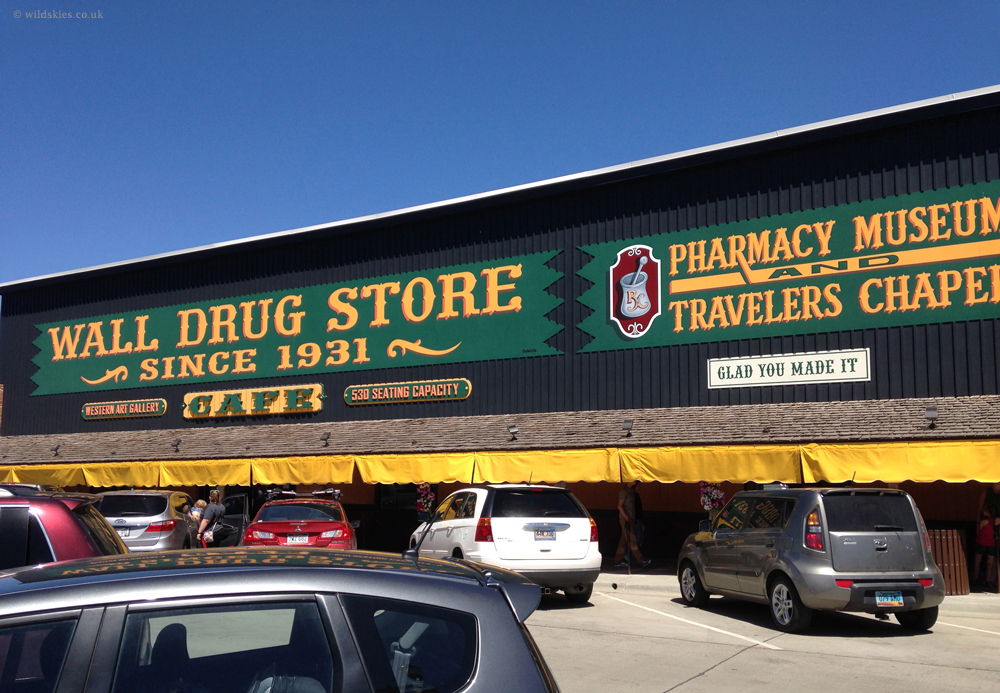 © wildskies.co.uk
WALL DRUG STORE
SINCE 1931
WESTERN ART GALLERY
CAFE
530 SEATING CAPACITY
PHARMACY MUSEUM
AND
TRAVELERS CHAPEL
GLAD YOU MADE IT